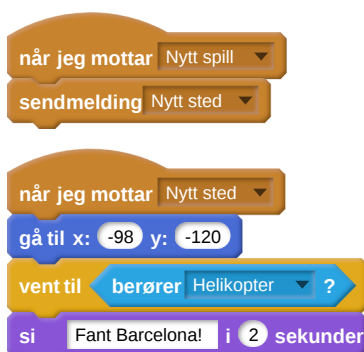 når jeg mottar Nytt spill
sendmelding Nytt sted
når jeg mottar Nytt sted
gå til x: -98 y: -120
vent til berører Helikopter ?
si Fant Barcelona! i 2 sekunder